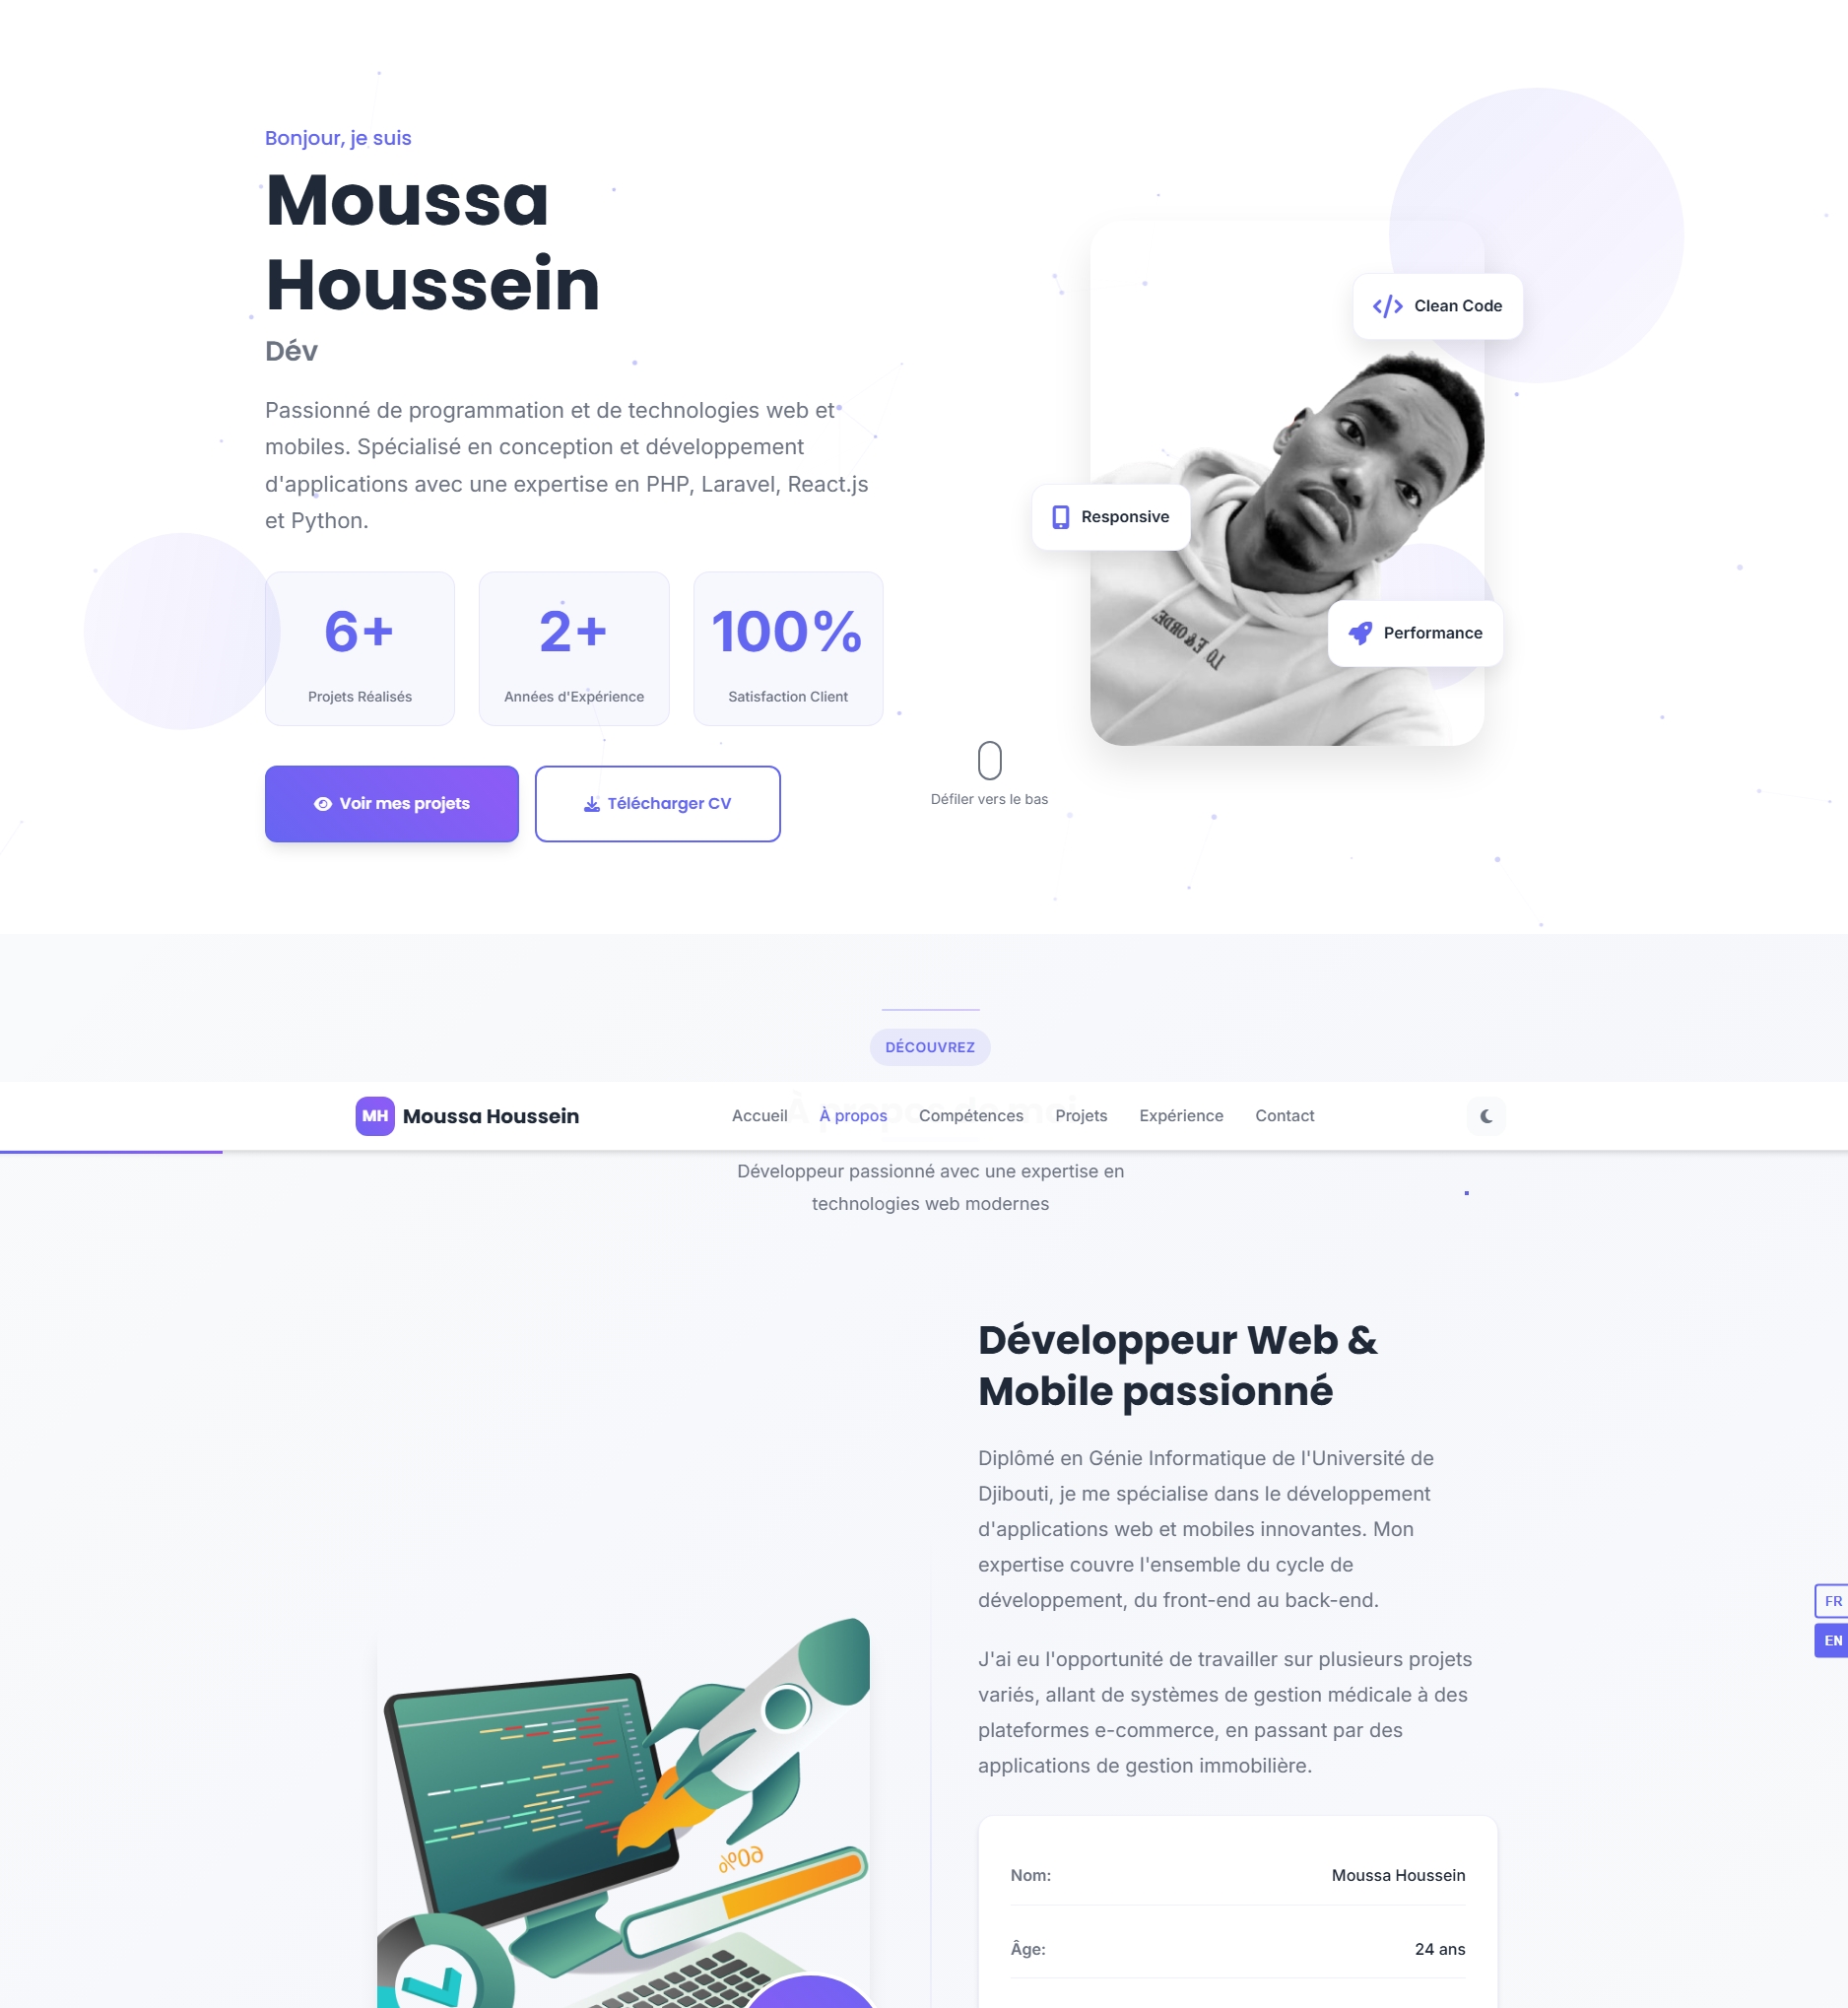 Bonjour, je suis
Moussa
Houssein
Dév
Passionné de programmation et de technologies web et
mobiles. Spécialisé en conception et développement
d'applications avec une expertise en PHP, Laravel, React.js
et Python.
6+
Projets Réalisés
2+
Années d'Expérience
100%
Satisfaction Client
Voir mes projets
Télécharger CV
Clean Code
Responsive
TO E&ORDE
Performance
Défiler vers le bas
DÉCOUVREZ
À propos de moi
MH
Moussa Houssein
Accueil
À propos
Compétences
Projets
Expérience
Contact
Développeur passionné avec une expertise en
technologies web modernes
Développeur Web &
Mobile passionné
Diplômé en Génie Informatique de l'Université de
Djibouti, je me spécialise dans le développement
d'applications web et mobiles innovantes. Mon
expertise couvre l'ensemble du cycle de
développement, du front-end au back-end.
J'ai eu l'opportunité de travailler sur plusieurs projets
variés, allant de systèmes de gestion médicale à des
plateformes e-commerce, en passant par des
applications de gestion immobilière.
60%
Nom:
Moussa Houssein
Âge:
24 ans
FR
EN